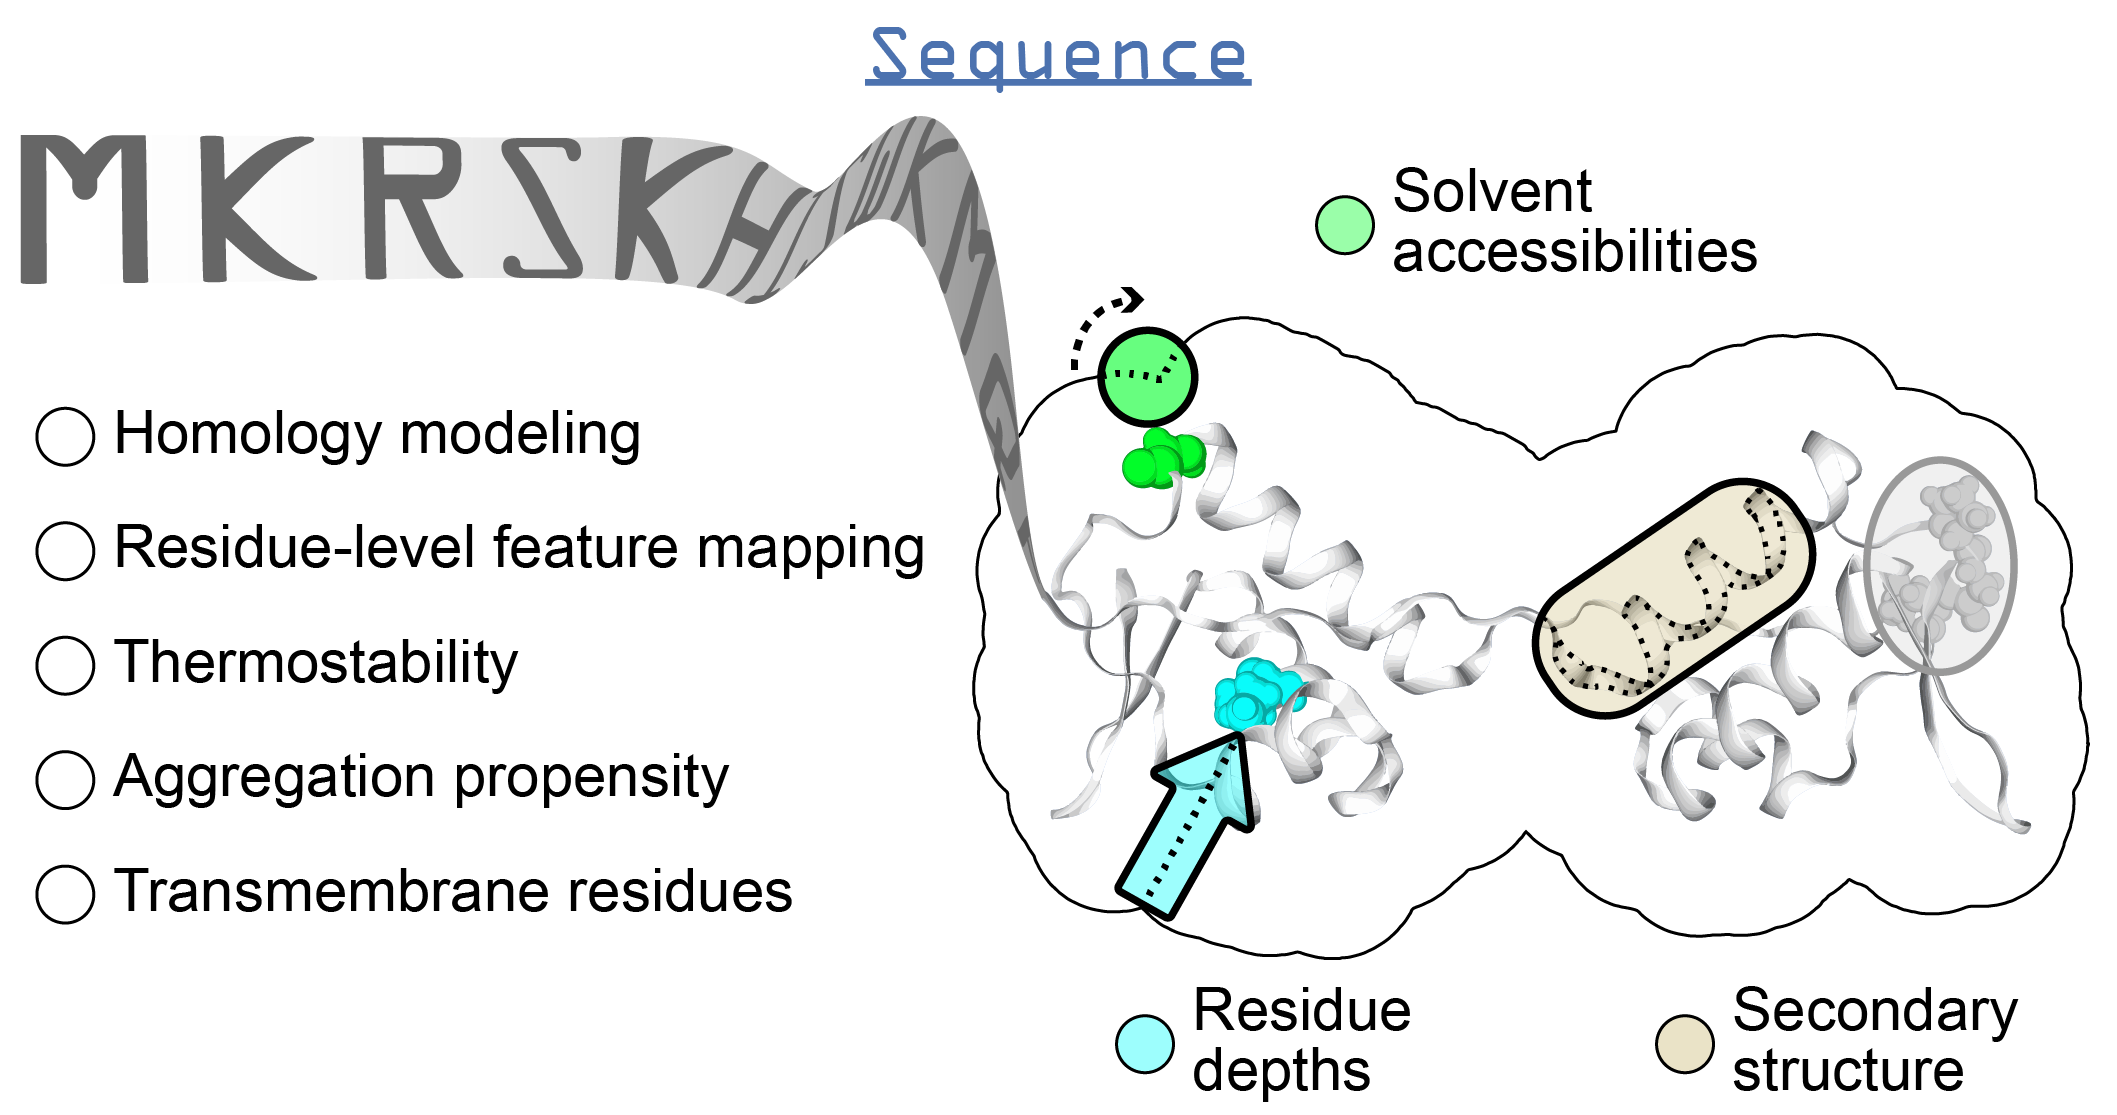 Sequence
MKRSKH
Solvent
accessibilities
Homology modeling
Residue-level feature mapping
Thermostability
Aggregation propensity
Transmembrane residues
Residue
depths
Secondary
structure